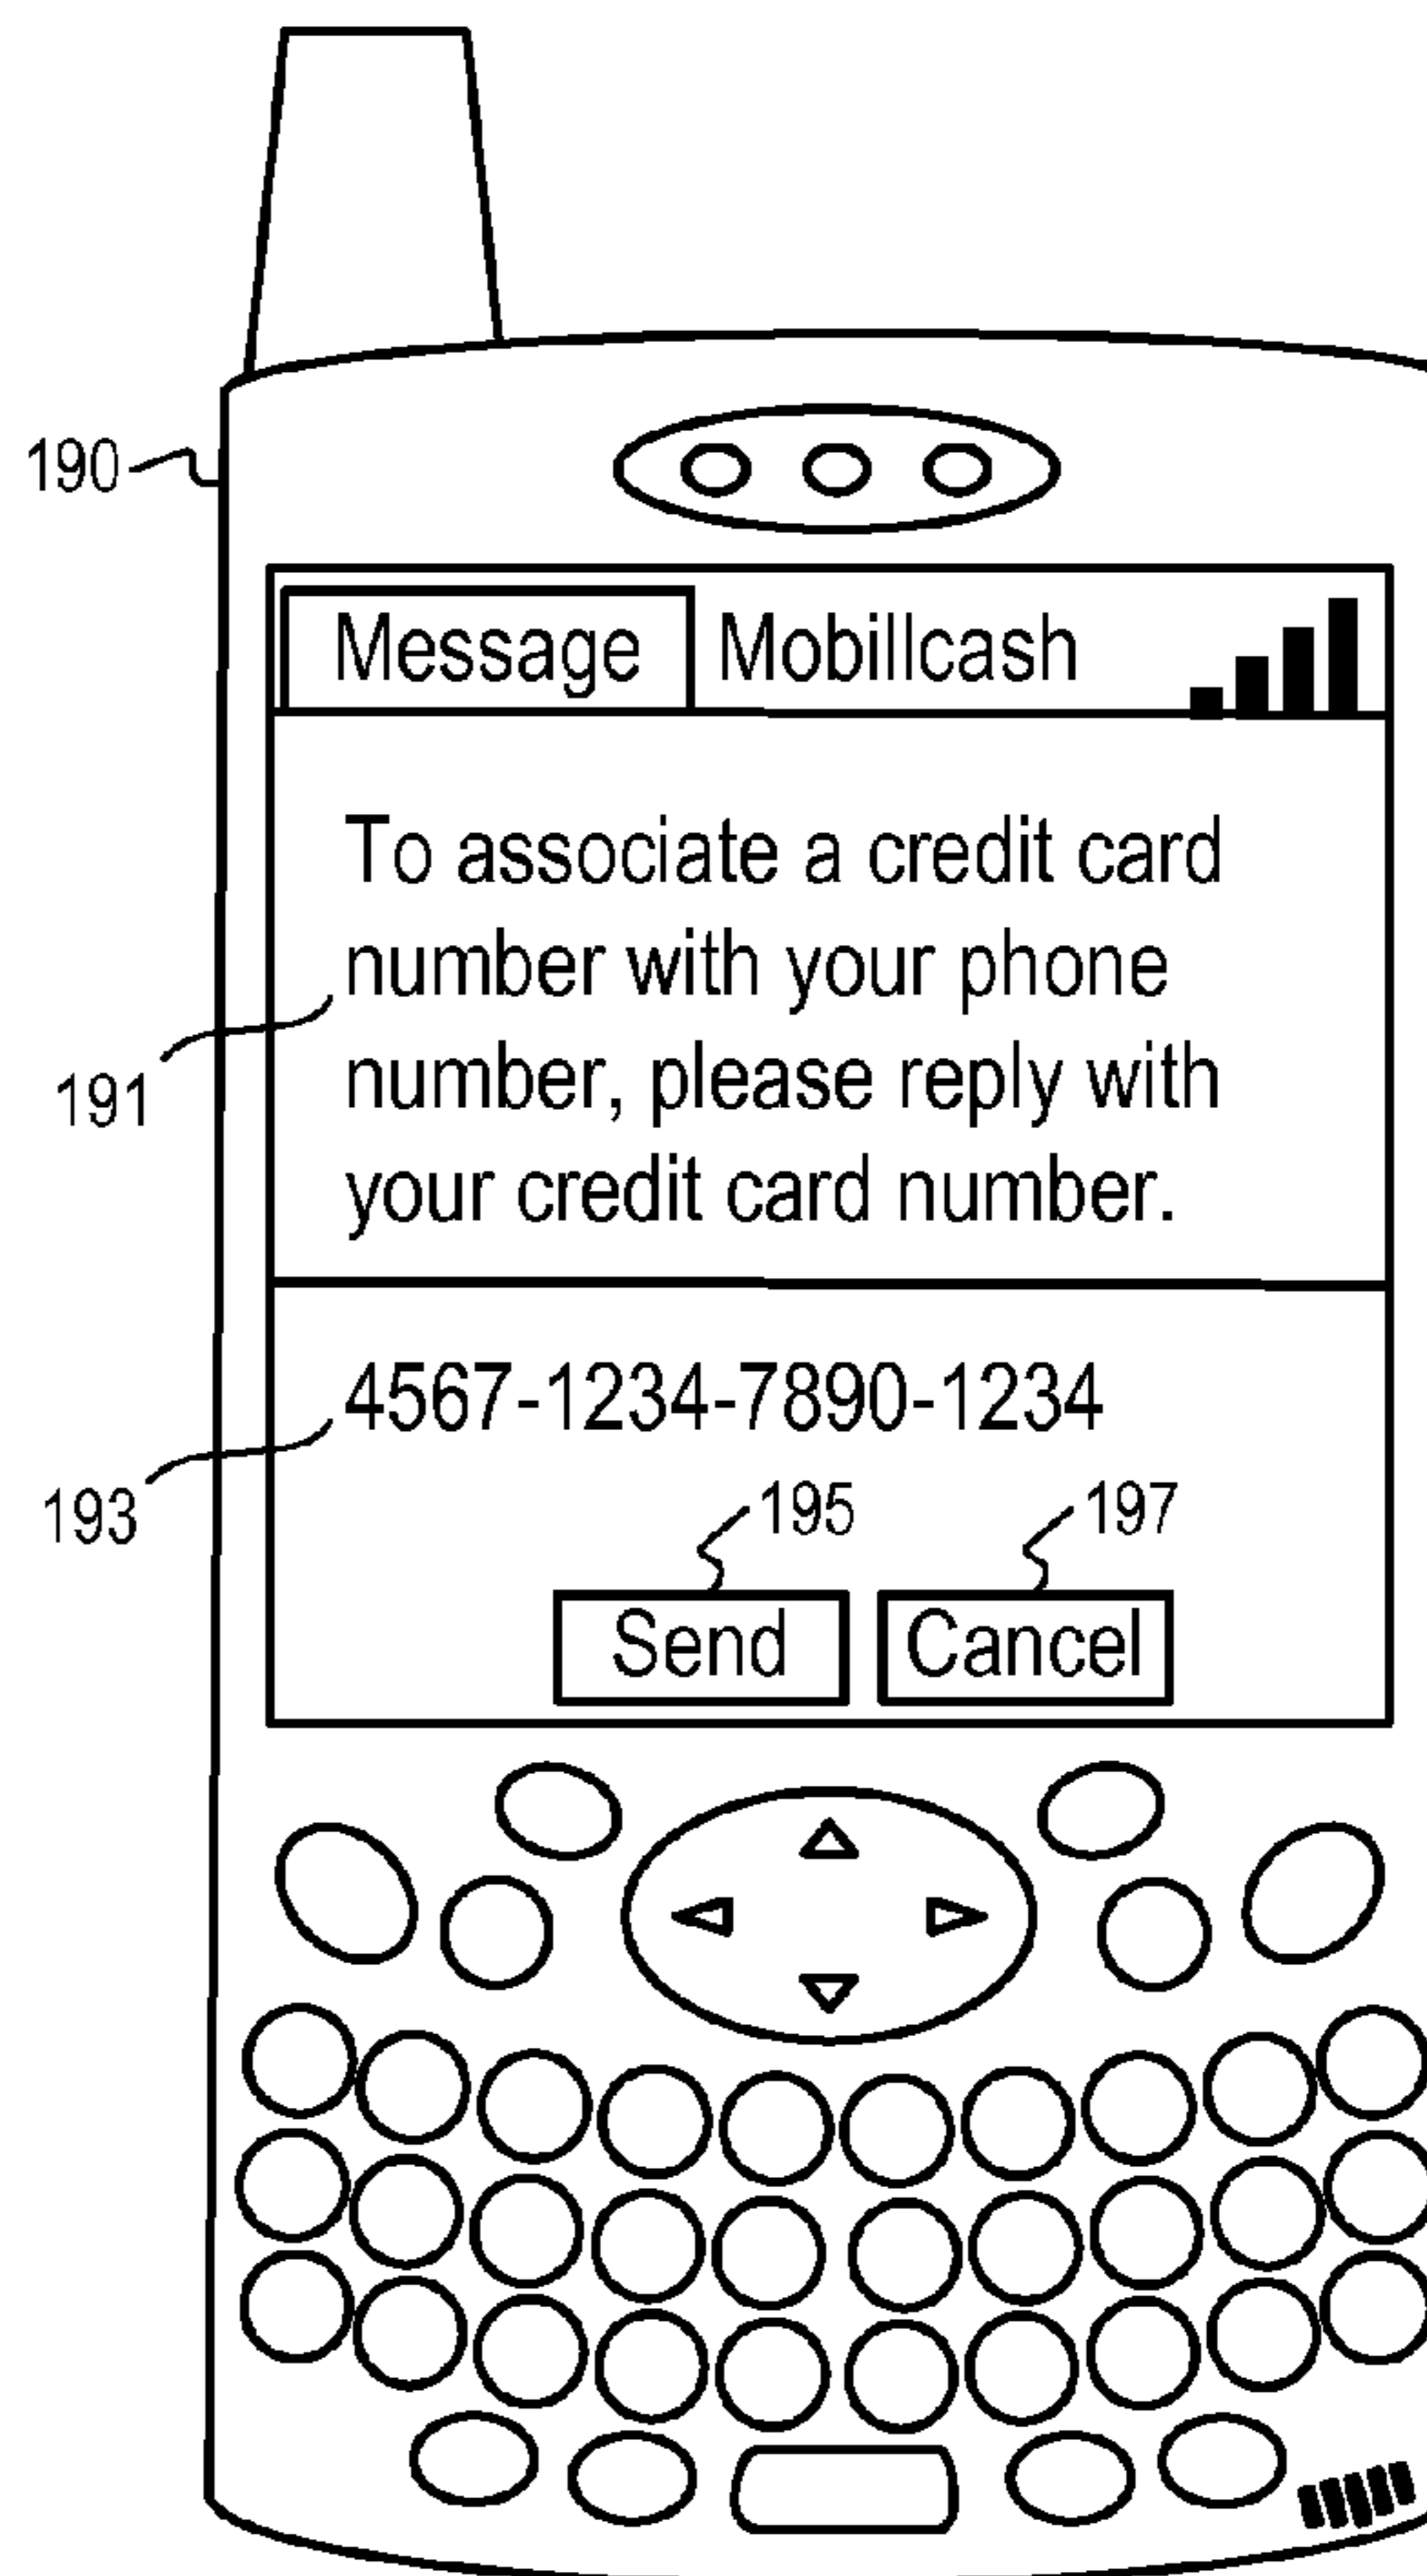 190
Message Mobillcash
To associate a credit card
number with your phone
191
number, please reply with
your credit card number.
4567-1234-7890-1234
193
195 197
Send Cancel